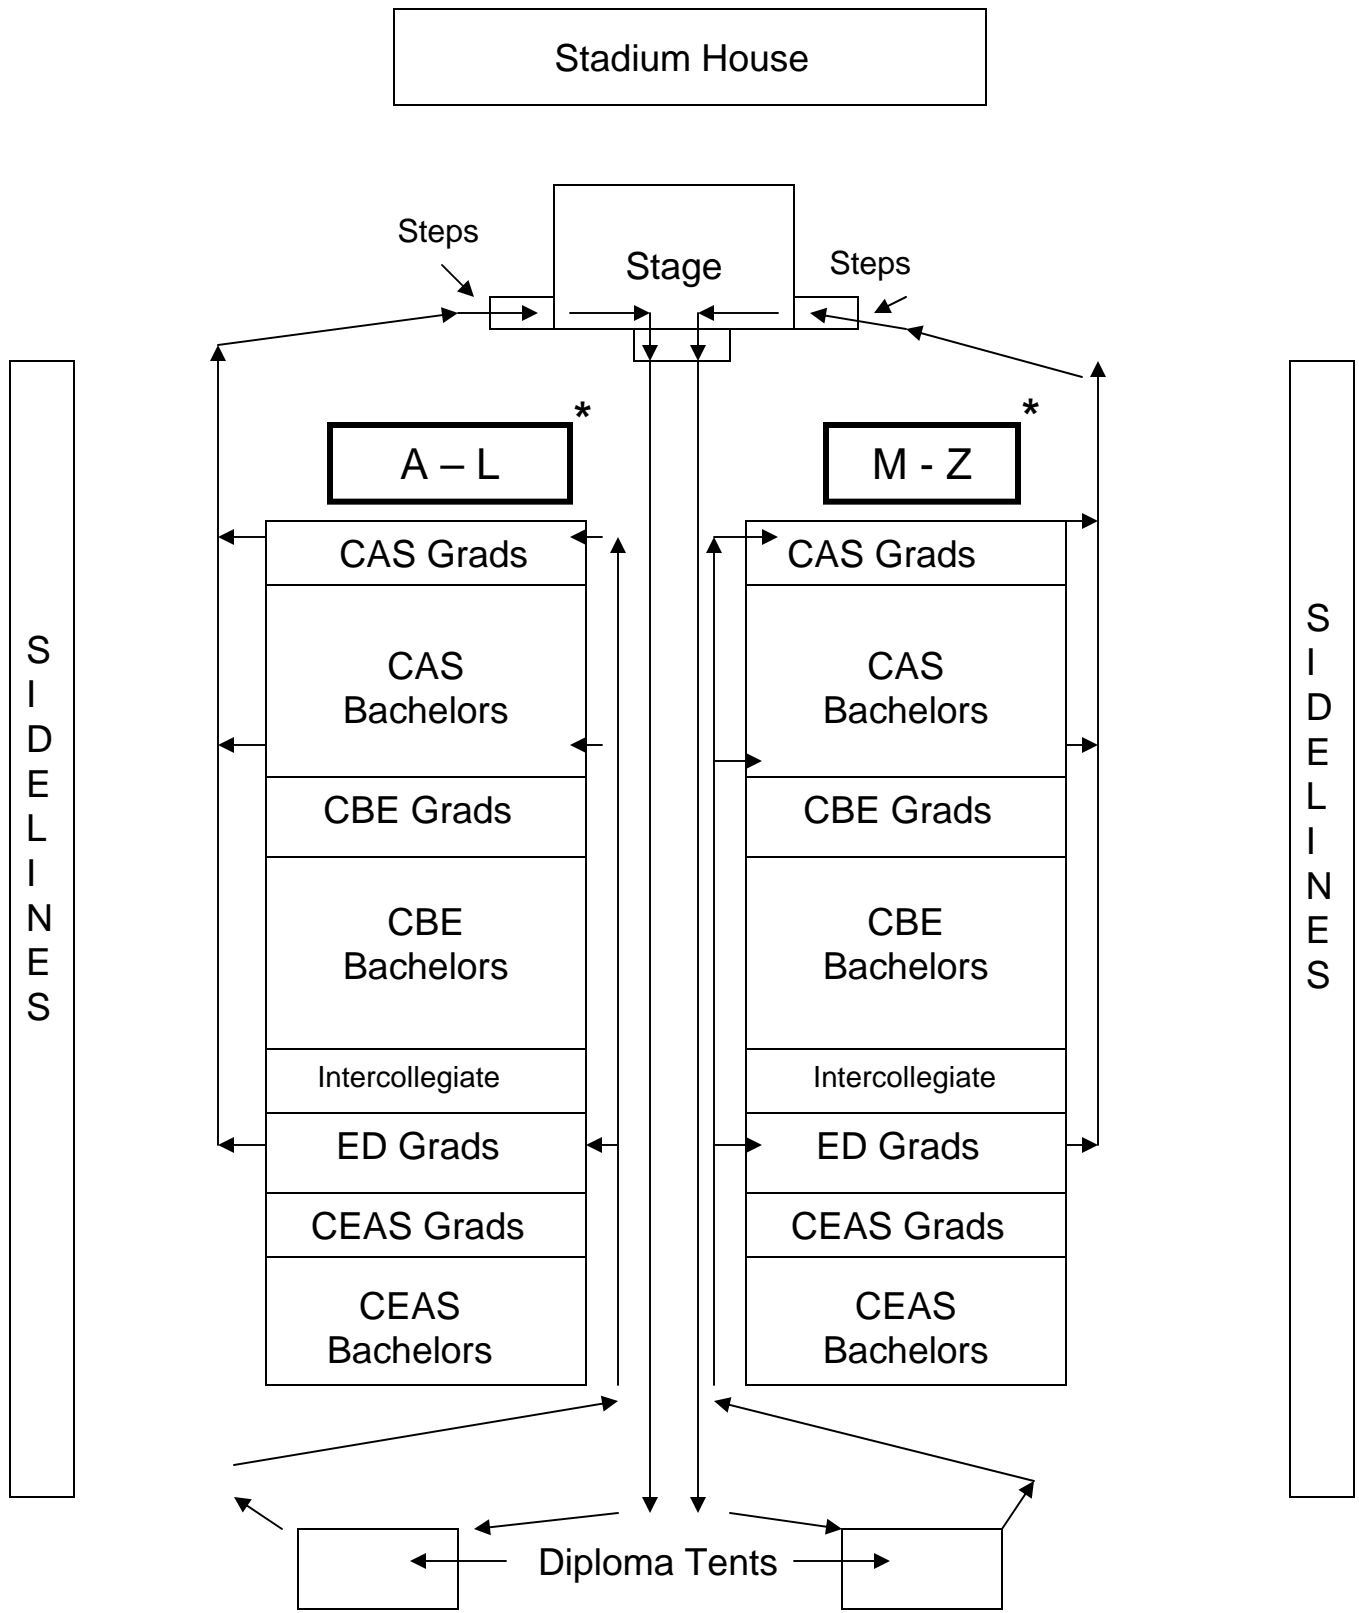 Stadium House
Steps
Stage
Steps
*
*
A – L
M - Z
CAS Grads
CAS Grads
CAS
Bachelors
CAS
Bachelors
CBE Grads
CBE Grads
CBE
Bachelors
CBE
Bachelors
Intercollegiate
Intercollegiate
ED Grads
ED Grads
CEAS Grads
CEAS Grads
CEAS
Bachelors
CEAS
Bachelors
S
I
D
E
L
I
N
E
S
S
I
D
E
L
I
N
E
S
Diploma Tents